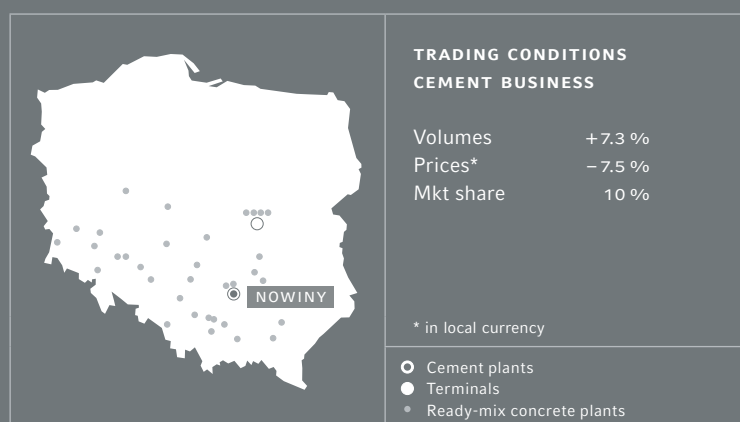 TRADING CONDITIONS
CEMENT BUSINESS
Volumes +7.3 %
Prices* −7.5 %
Mkt share 10 %
NOWINY
* in local currency
Cement plants
Terminals
Ready-mix concrete plants